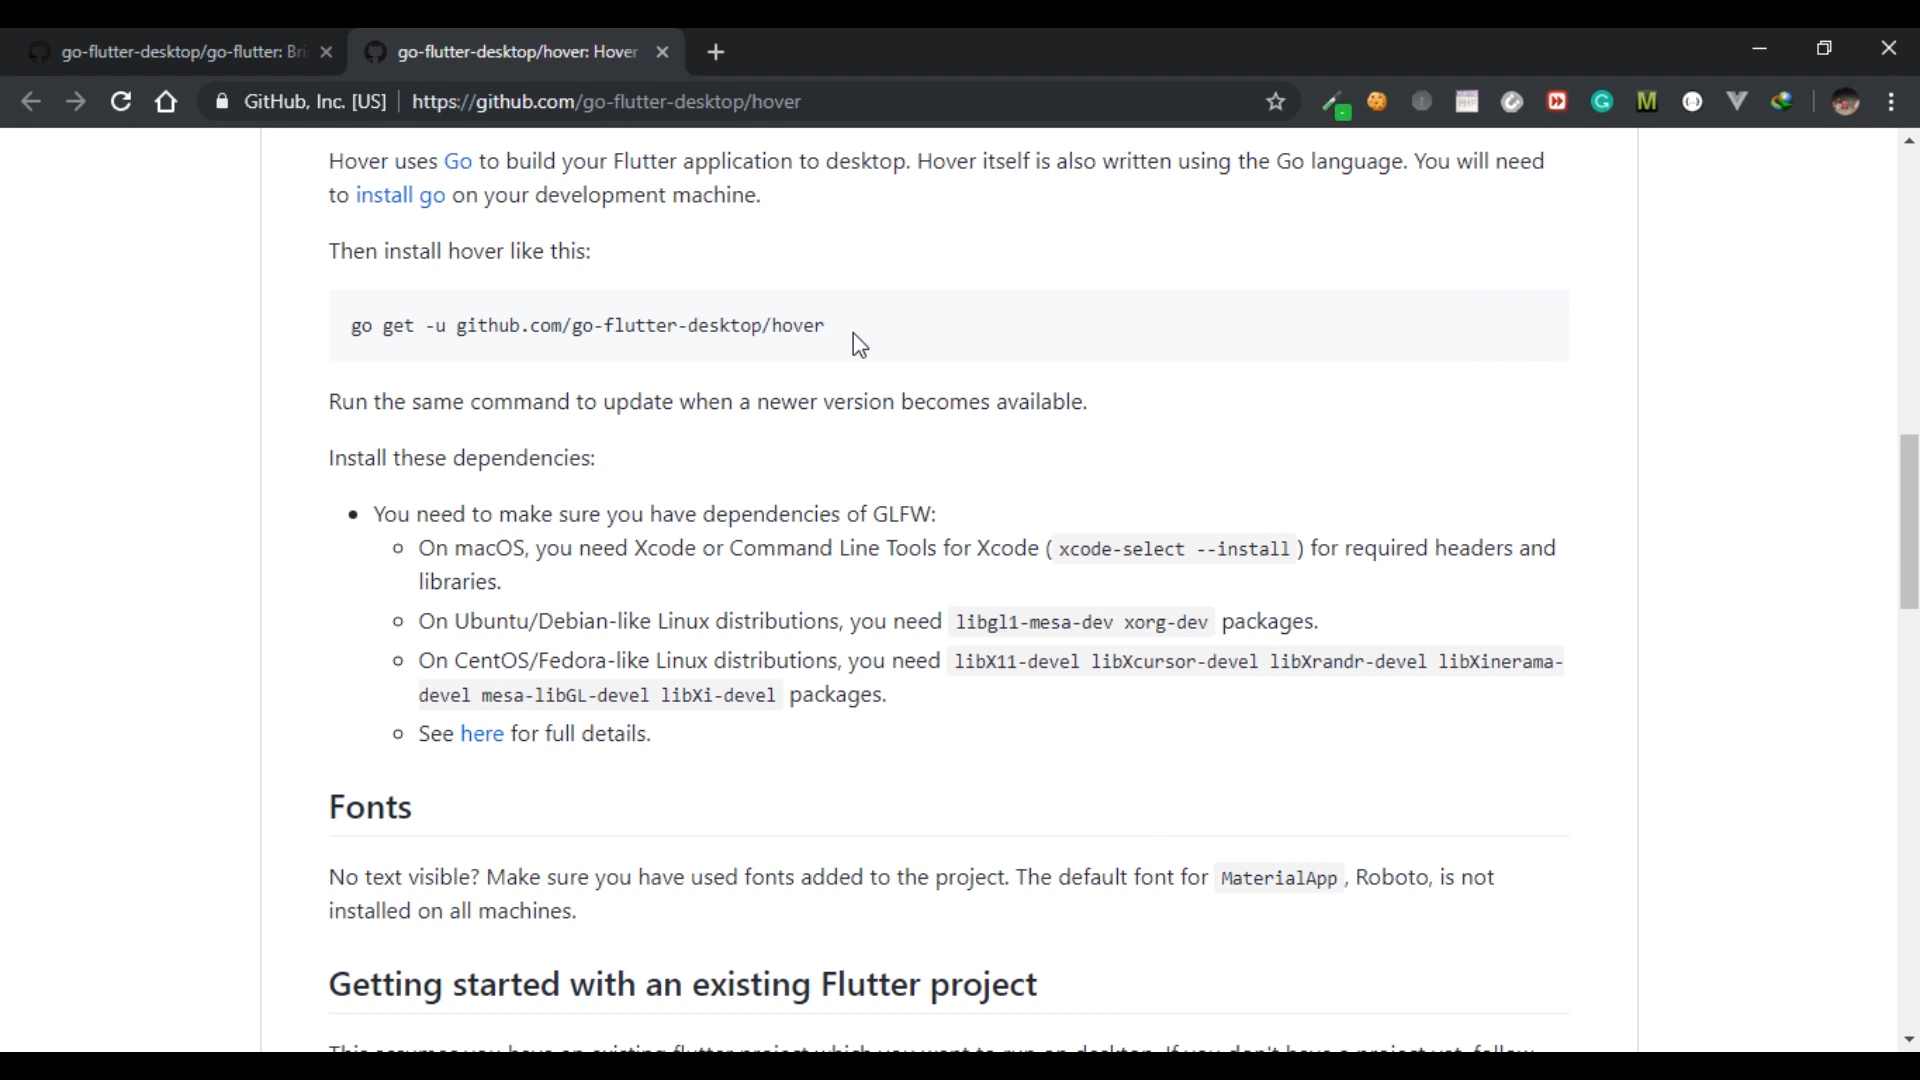 go-flutter-desktop/go-flutter: Bri
go-flutter-desktop/hover: Hover
GitHub, Inc. [US] https://github.com/go-flutter-desktop/hover
Hover uses Go to build your Flutter application to desktop. Hover itself is also written using the Go language. You will need
to install go on your development machine.
Then install hover like this:
go get -u github.com/go-flutter-desktop/hover
Run the same command to update when a newer version becomes available.
Install these dependencies:
You need to make sure you have dependencies of GLFW:
On macOS, you need Xcode or Command Line Tools for Xcode ( xcode-select --install ) for required headers and
libraries.
On Ubuntu/Debian-like Linux distributions, you need libgl1-mesa-dev xorg-dev packages.
On CentOS/Fedora-like Linux distributions, you need libX11-devel libXcursor-devel libXrandr-devel libXinerama-
devel mesa-libGL-devel libXi-devel packages.
See here for full details.
Fonts
No text visible? Make sure you have used fonts added to the project. The default font for MaterialApp , Roboto, is not
installed on all machines.
Getting started with an existing Flutter project